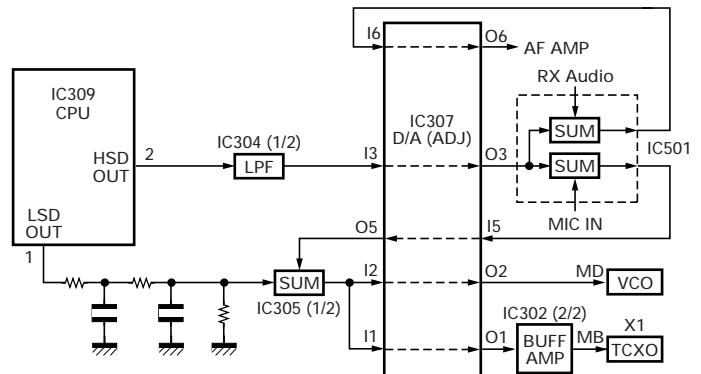 I6
O6
AF AMP
RX Audio
IC309
CPU
IC307
D/A (ADJ)
IC304 (1/2)
SUM
IC501
HSD
OUT
2
LPF
I3
O3
SUM
LSD
OUT
MIC IN
1
O5
I5
SUM
I2
O2
MD
VCO
IC305 (1/2)
IC302 (2/2)
X1
I1
O1
BUFF
AMP
MB
TCXO